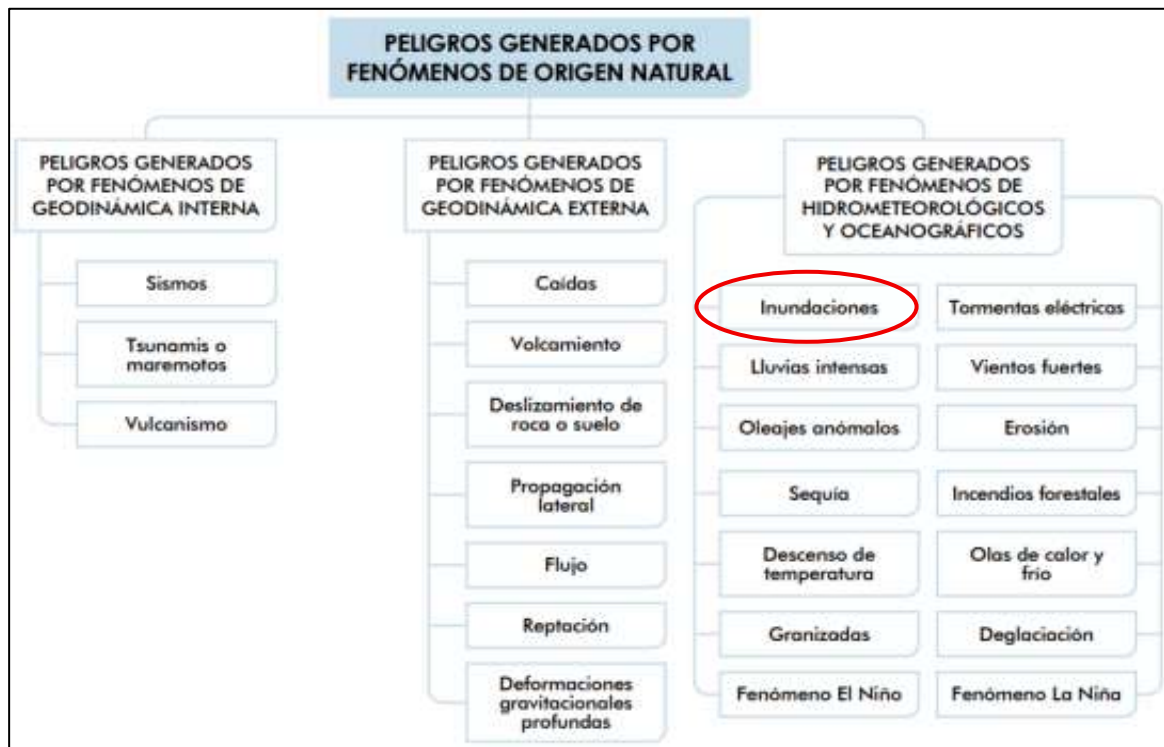 PELIGROS GENERADOS POR
FENÓMENOS DE ORIGEN NATURAL
PELIGROS GENERADOS
POR FENÓMENOS DE
GEODINÁMICA INTERNA
Sismos
Tsunamis o
maremotos
Vulcanismo
PELIGROS GENERADOS
POR FENÓMENOS DE
GEODINÁMICA EXTERNA
Caídas
Volcamiento
Deslizamiento de
roca o suelo
Propagación
lateral
Flujo
Reptación
Deformaciones
gravitacionales
profundas
PELIGROS GENERADOS
POR FENÓMENOS DE
HIDROMETEOROLÓGICOS
Y OCEANOGRÁFICOS
Inundaciones
Tormentas eléctricas
Lluvias intensas
Vientos fuertes
Oleajes anómalos
Erosión
Sequía
Incendios forestales
Descenso de
temperatura
Olas de calor y
frío
Granizadas
Deglaciación
Fenómeno El Niño
Fenómeno La Niña